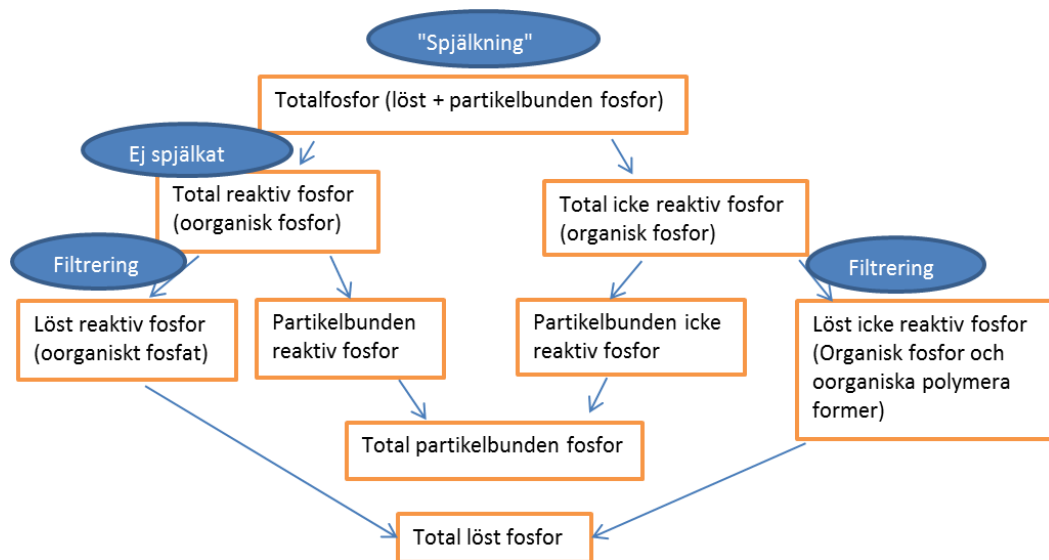 "Spjälkning"
Totalfosfor (löst + partikelbunden fosfor)
Ej spjälkat
Total reaktiv fosfor
(oorganisk fosfor)
Total icke reaktiv fosfor
(organisk fosfor)
Filtrering
Filtrering
Löst reaktiv fosfor
(oorganiskt fosfat)
Partikelbunden
reaktiv fosfor
Partikelbunden icke
reaktiv fosfor
Löst icke reaktiv fosfor
(Organisk fosfor och
oorganiska polymera
former)
Total partikelbunden fosfor
Total löst fosfor